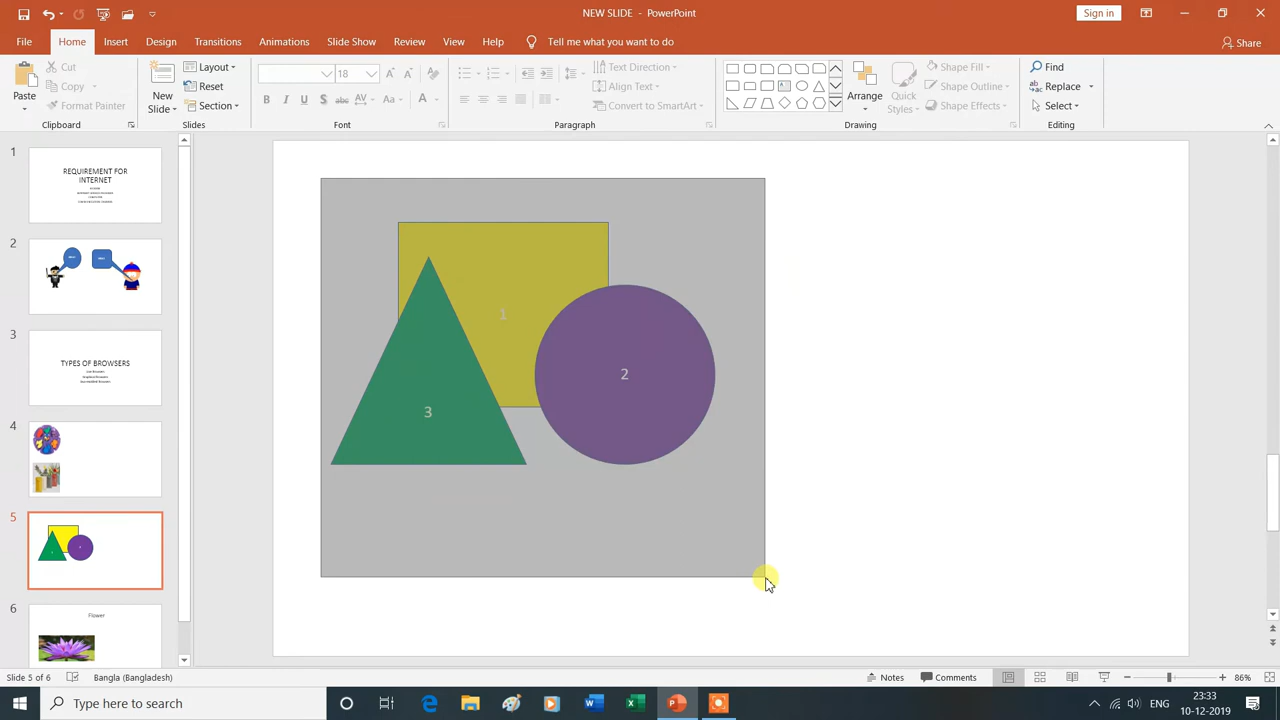 NEW SLIDE - PowerPoint
Sign in
File Home Insert Design Transitions Animations Slide Show Review View Help Tell me what you want to do
Share
Paste
Cut
Copy
Format Painter
Clipboard
New Slide
Layout
Reset
Section
Slides
18
B I U S abc AV Aa A
Font
Text Direction
Align Text
Convert to SmartArt
Paragraph
Arrange
Quick Styles
Shape Fill
Shape Outline
Shape Effects
Drawing
Find
Replace
Select
Editing
1
REQUIREMENT FOR
INTERNET
2
3
TYPES OF BROWSERS
4
5
6
Flower
1
2
3
Slide 5 of 6
Bangla (Bangladesh)
Notes
Comments
86%
Type here to search
ENG
23:33
10-12-2019